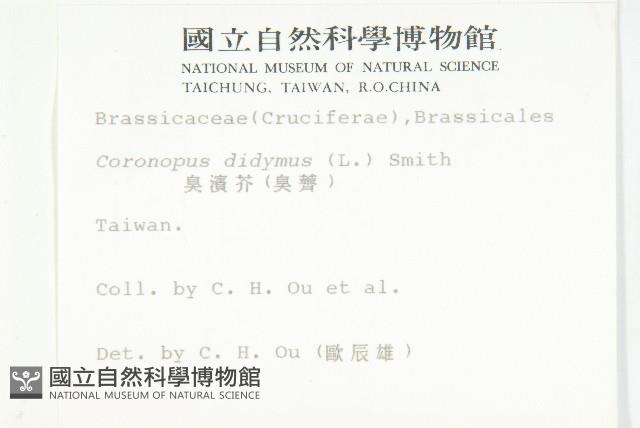 國立自然科學博物館
NATIONAL MUSEUM OF NATURAL SCIENCE
TAICHUNG, TAIWAN, R.O.CHINA
Brassicaceae(Cruciferae),Brassicales
Coronopus didymus (L.) Smith
臭濱芥(臭薺)
Taiwan.
Coll. by C. H. Ou et al.
Det. by C. H. Ou (歐辰雄)
國立自然科學博物館
NATIONAL MUSEUM OF NATURAL SCIENCE